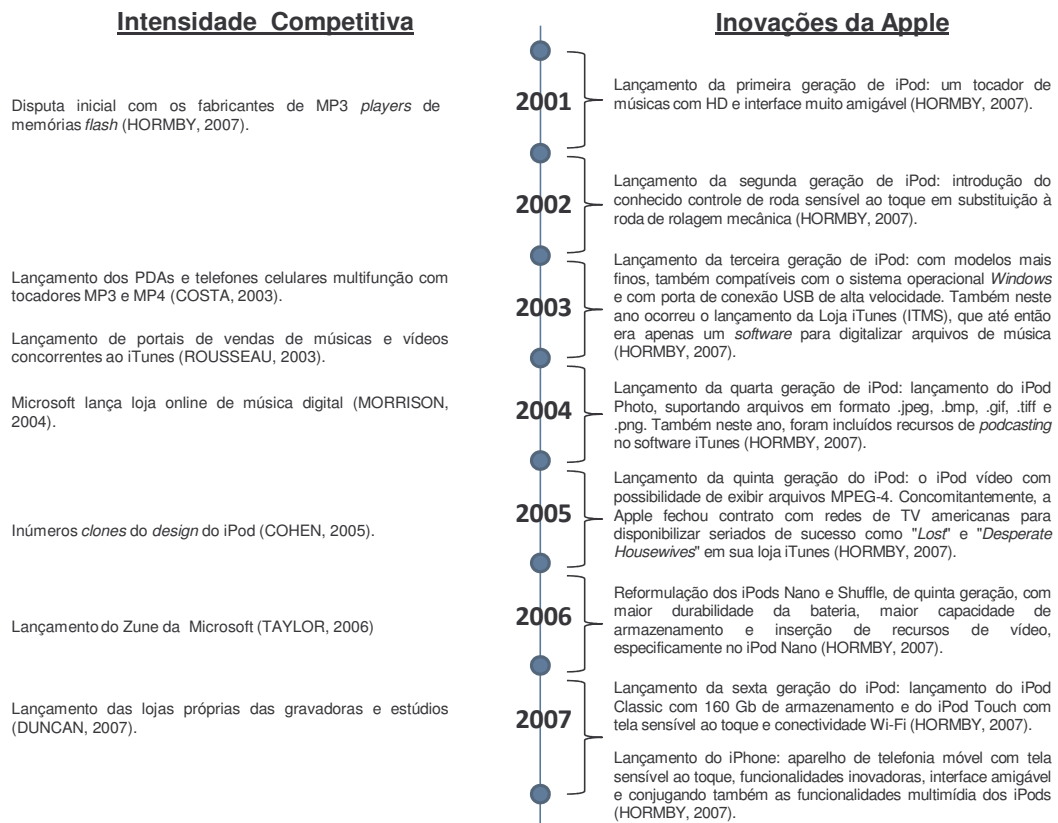 Intensidade Competitiva
Inovações da Apple
2001
Disputa inicial com os fabricantes de MP3 players de
memórias flash (HORMBY, 2007).
Lançamento da primeira geração de iPod: um tocador de
músicas com HD e interface muito amigável (HORMBY, 2007).
2002
Lançamento da segunda geração de iPod: introdução do
conhecido controle de roda sensível ao toque em substituição à
roda de rolagem mecânica (HORMBY, 2007).
2003
Lançamento dos PDAs e telefones celulares multifunção com
tocadores MP3 e MP4 (COSTA, 2003).
Lançamento de portais de vendas de músicas e vídeos
concorrentes ao iTunes (ROUSSEAU, 2003).
Lançamento da terceira geração de iPod: com modelos mais
finos, também compatíveis com o sistema operacional Windows
e com porta de conexão USB de alta velocidade. Também neste
ano ocorreu o lançamento da Loja iTunes (ITMS), que até então
era apenas um software para digitalizar arquivos de música
(HORMBY, 2007).
2004
Microsoft lança loja online de música digital (MORRISON,
2004).
Lançamento da quarta geração de iPod: lançamento do iPod
Photo, suportando arquivos em formato .jpeg, .bmp, .gif, .tiff e
.png. Também neste ano, foram incluídos recursos de podcasting
no software iTunes (HORMBY, 2007).
2005
Inúmeros clones do design do iPod (COHEN, 2005).
Lançamento da quinta geração do iPod: o iPod vídeo com
possibilidade de exibir arquivos MPEG-4. Concomitantemente, a
Apple fechou contrato com redes de TV americanas para
disponibilizar seriados de sucesso como "Lost" e "Desperate
Housewives" em sua loja iTunes (HORMBY, 2007).
2006
Lançamento do Zune da Microsoft (TAYLOR, 2006)
Reformulação dos iPods Nano e Shuffle, de quinta geração, com
maior durabilidade da bateria, maior capacidade de
armazenamento e inserção de recursos de vídeo,
especificamente no iPod Nano (HORMBY, 2007).
2007
Lançamento das lojas próprias das gravadoras e estúdios
(DUNCAN, 2007).
Lançamento da sexta geração do iPod: lançamento do iPod
Classic com 160 Gb de armazenamento e do iPod Touch com
tela sensível ao toque e conectividade Wi-Fi (HORMBY, 2007).
Lançamento do iPhone: aparelho de telefonia móvel com tela
sensível ao toque, funcionalidades inovadoras, interface amigável
e conjugando também as funcionalidades multimídia dos iPods
(HORMBY, 2007).